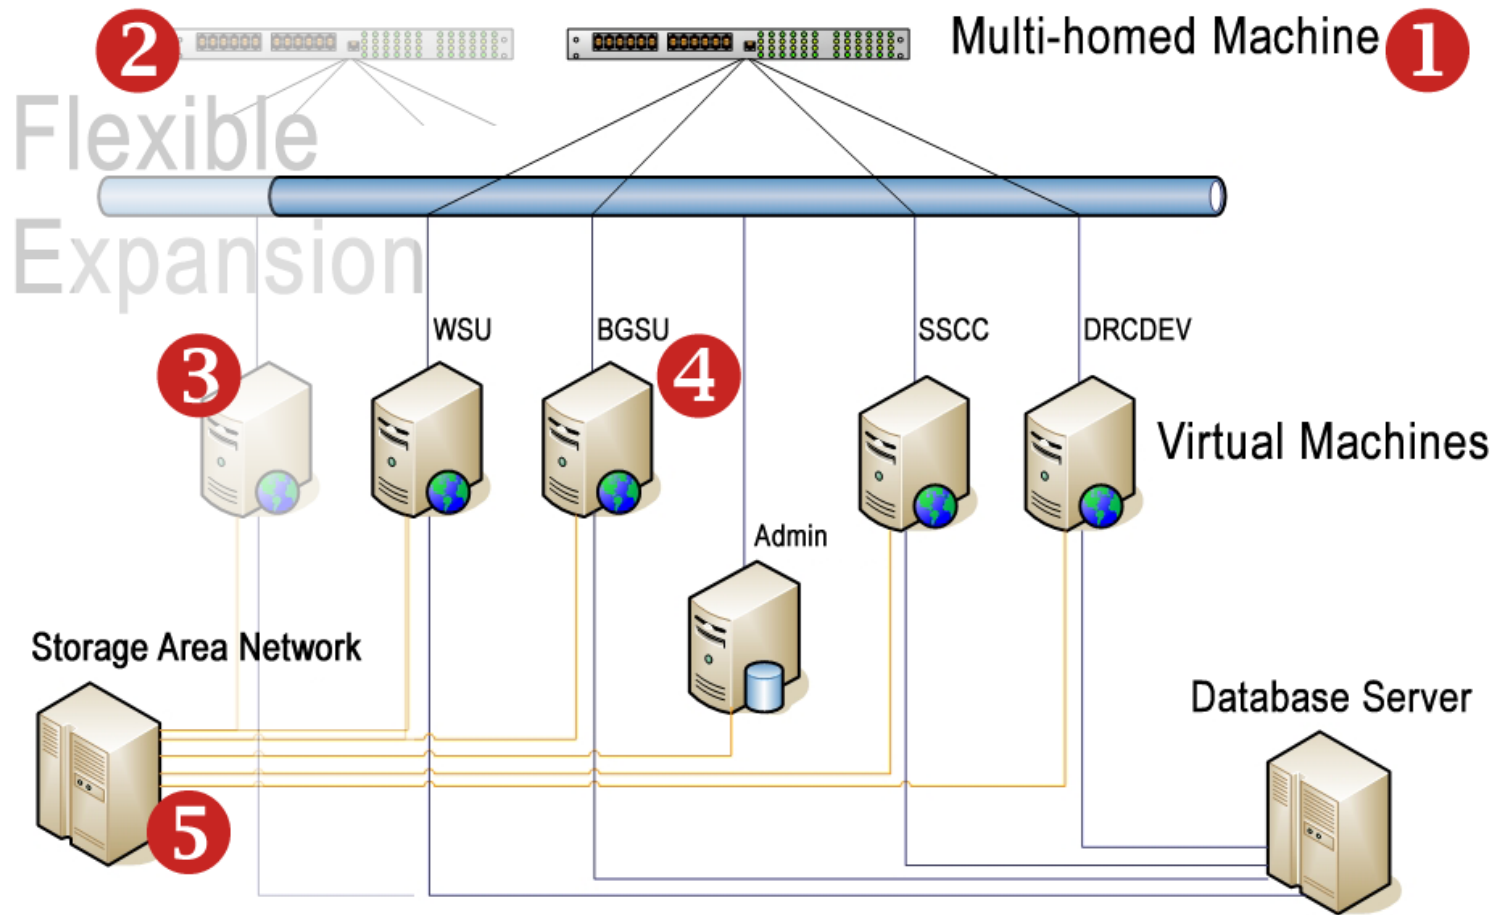 2
Multi-homed Machine 1
Flexible
Expansion
WSU
BGSU
SSCC
DRCDEV
3
4
Virtual Machines
Admin
Storage Area Network
Database Server
5